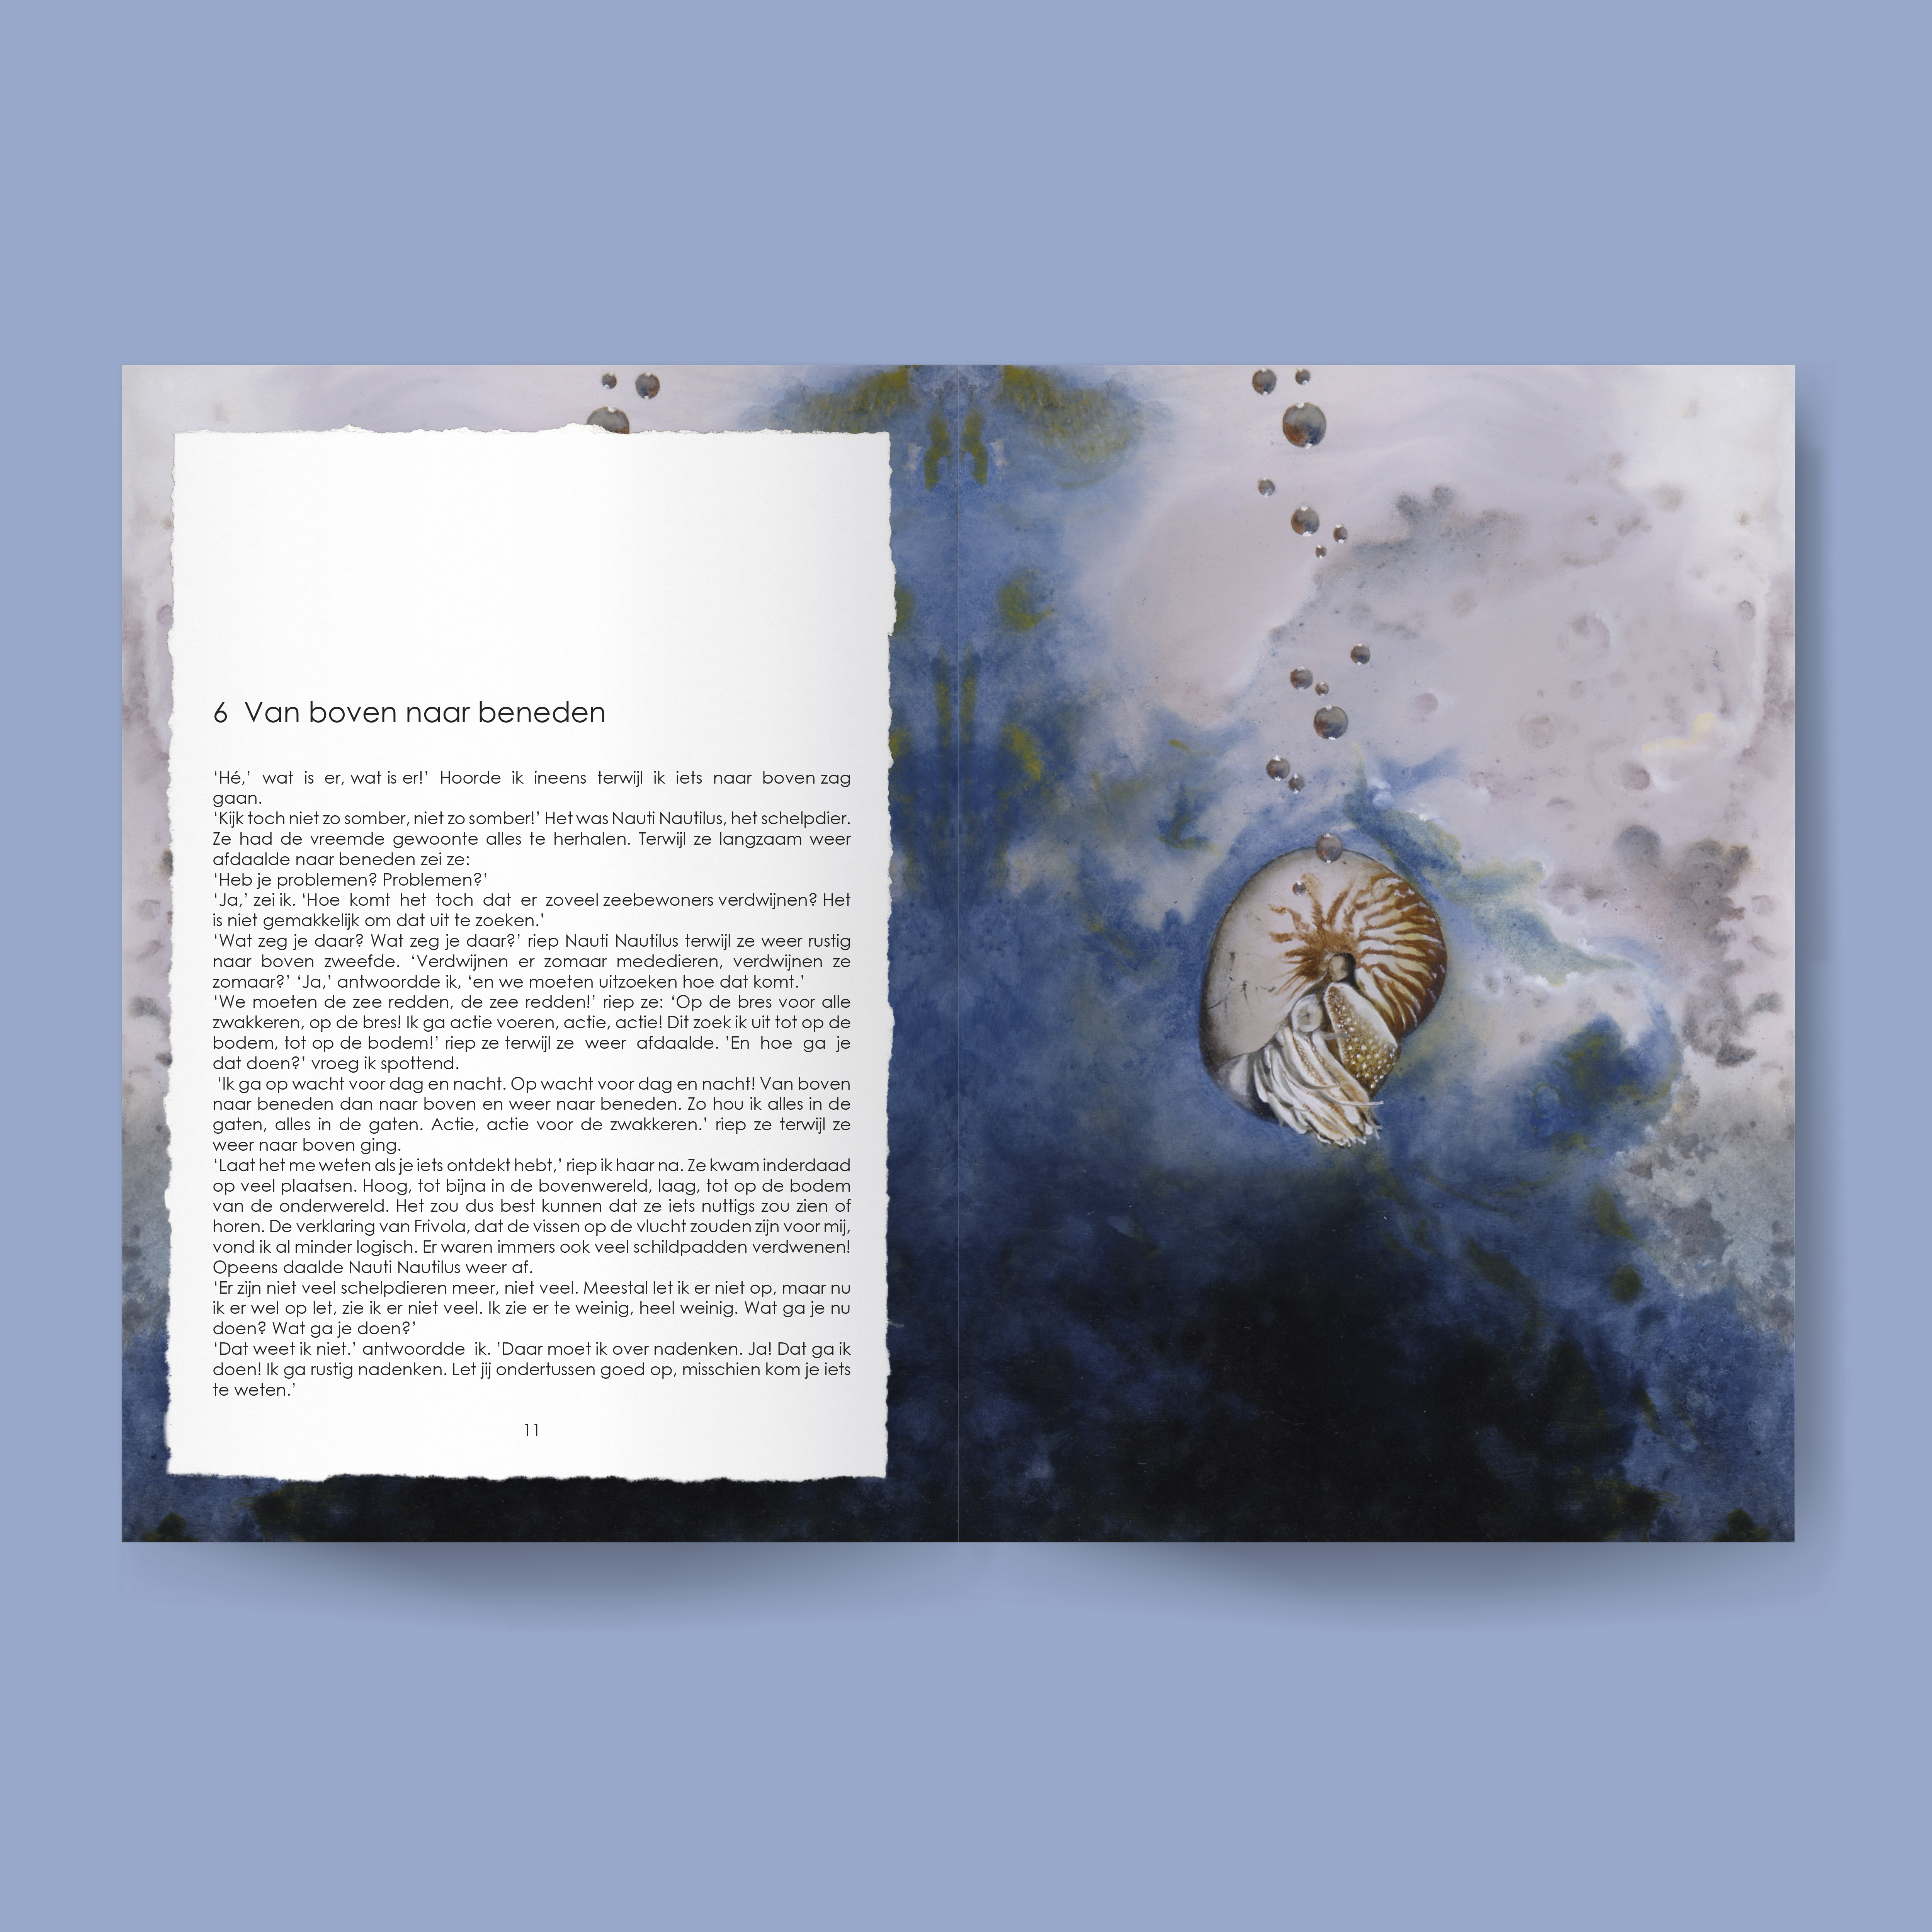 6 Van boven naar beneden
‘Hé,’ wat is er, wat is er!’ Hoorde ik ineens terwijl ik iets naar boven zag
gaan.
‘Kijk toch niet zo somber, niet zo somber!’ Het was Nauti Nautilus, het schelpdier.
Ze had de vreemde gewoonte alles te herhalen. Terwijl ze langzaam weer
afdaalde naar beneden zei ze:
‘Heb je problemen? Problemen?’
‘Ja,’ zei ik. ‘Hoe komt het toch dat er zoveel zeebewoners verdwijnen? Het
is niet gemakkelijk om dat uit te zoeken.’
‘Wat zeg je daar? Wat zeg je daar?’ riep Nauti Nautilus terwijl ze weer rustig
naar boven zweefde. ‘Verdwijnen er zomaar mededieren, verdwijnen ze
zomaar?’ ‘Ja,’ antwoordde ik, ‘en we moeten uitzoeken hoe dat komt.’
‘We moeten de zee redden, de zee redden!’ riep ze: ‘Op de bres voor alle
zwakkeren, op de bres! Ik ga actie voeren, actie, actie! Dit zoek ik uit tot op de
bodem, tot op de bodem!’ riep ze terwijl ze weer afdaalde. ’En hoe ga je
dat doen?’ vroeg ik spottend.
‘Ik ga op wacht voor dag en nacht. Op wacht voor dag en nacht! Van boven
naar beneden dan naar boven en weer naar beneden. Zo hou ik alles in de
gaten, alles in de gaten. Actie, actie voor de zwakkeren.’ riep ze terwijl ze
weer naar boven ging.
‘Laat het me weten als je iets ontdekt hebt,’ riep ik haar na. Ze kwam inderdaad
op veel plaatsen. Hoog, tot bijna in de bovenwereld, laag, tot op de bodem
van de onderwereld. Het zou dus best kunnen dat ze iets nuttigs zou zien of
horen. De verklaring van Frivola, dat de vissen op de vlucht zouden zijn voor mij,
vond ik al minder logisch. Er waren immers ook veel schildpadden verdwenen!
Opeens daalde Nauti Nautilus weer af.
‘Er zijn niet veel schelpdieren meer, niet veel. Meestal let ik er niet op, maar nu
ik er wel op let, zie ik er niet veel. Ik zie er te weinig, heel weinig. Wat ga je nu
doen? Wat ga je doen?’
‘Dat weet ik niet.’ antwoordde ik. ’Daar moet ik over nadenken. Ja! Dat ga ik
doen! Ik ga rustig nadenken. Let jij ondertussen goed op, misschien kom je iets
te weten.’
11